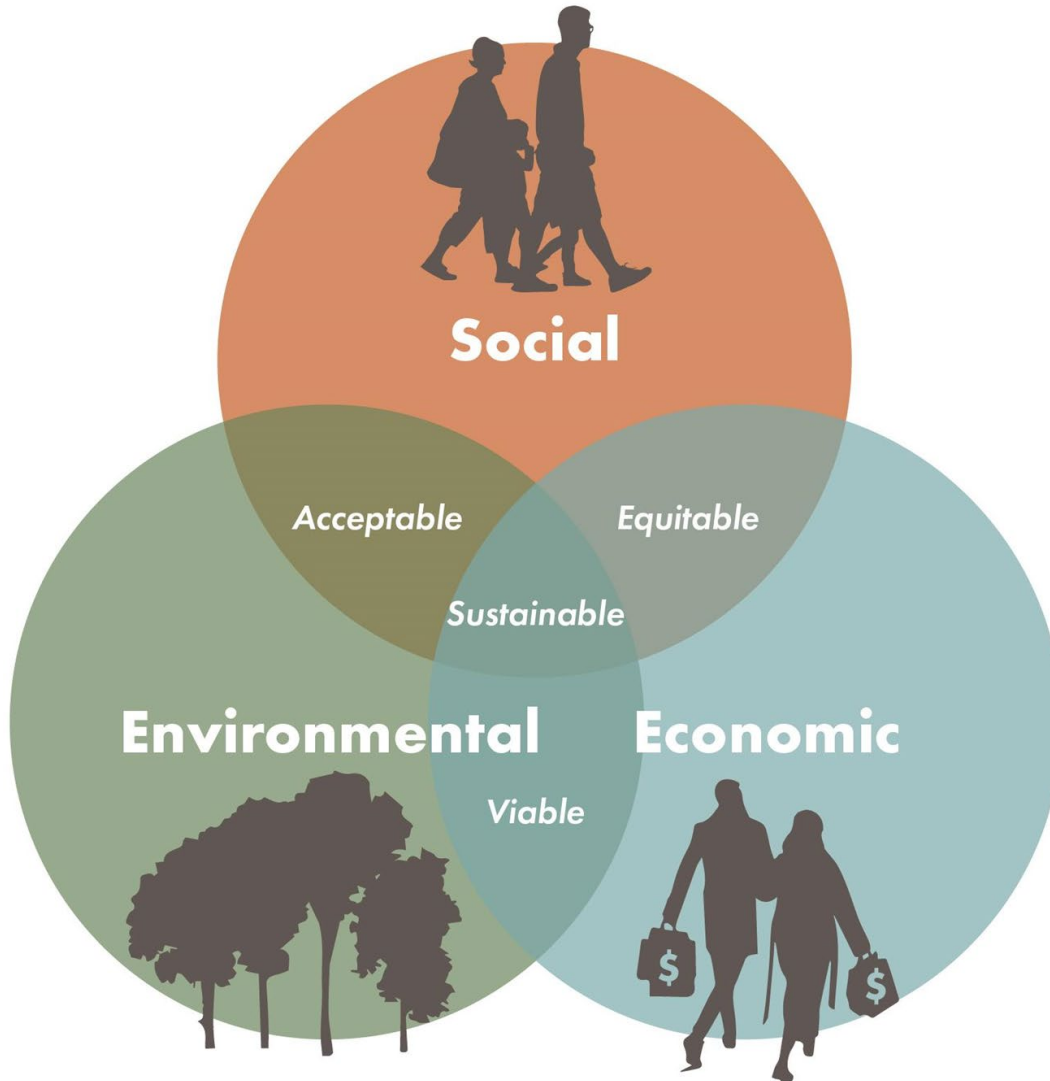 Social
Acceptable
Equitable
Sustainable
Environmental
Economic
Viable
$
$